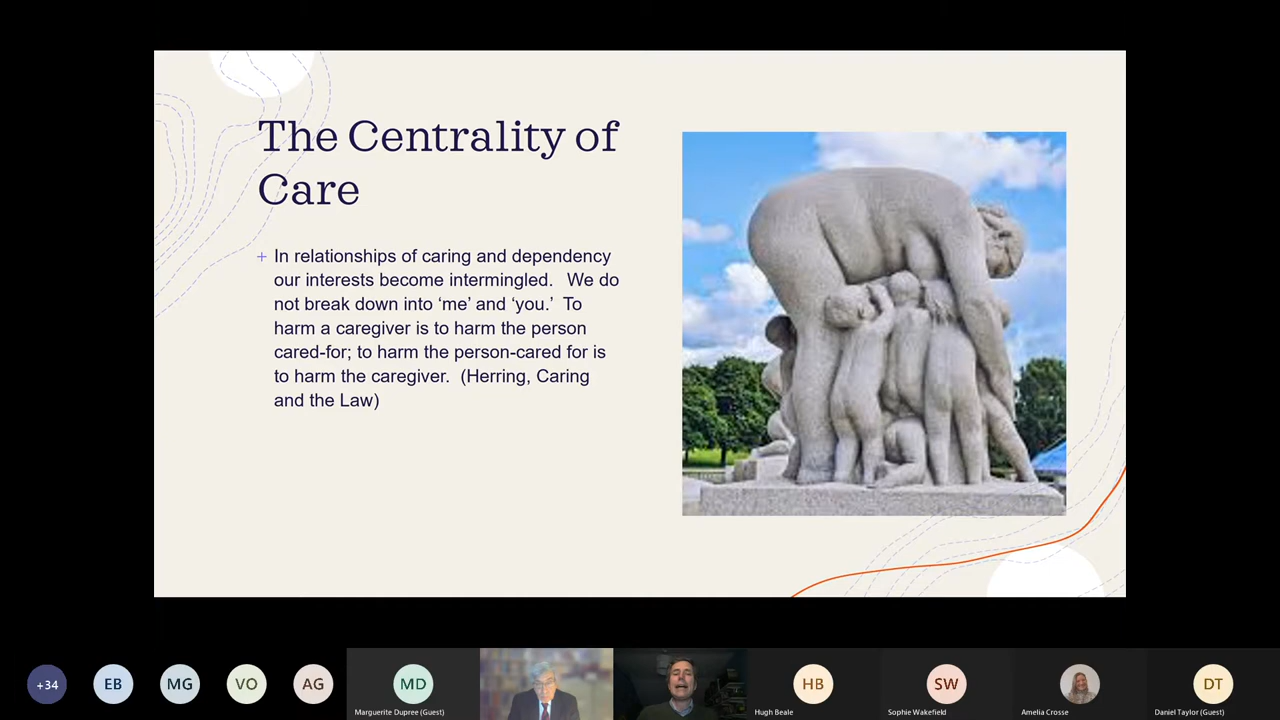 The Centrality of
Care
+ In relationships of caring and dependency
our interests become intermingled.   We do
not break down into ‘me’ and ‘you.’  To
harm a caregiver is to harm the person
cared-for; to harm the person-cared for is
to harm the caregiver.  (Herring, Caring
and the Law)
+34
EB
MG
VO
AG
MD
HB
SW
DT
Marguerite Dupree (Guest)
Hugh Beale
Sophie Wakefield
Amelia Crosse
Daniel Taylor (Guest)